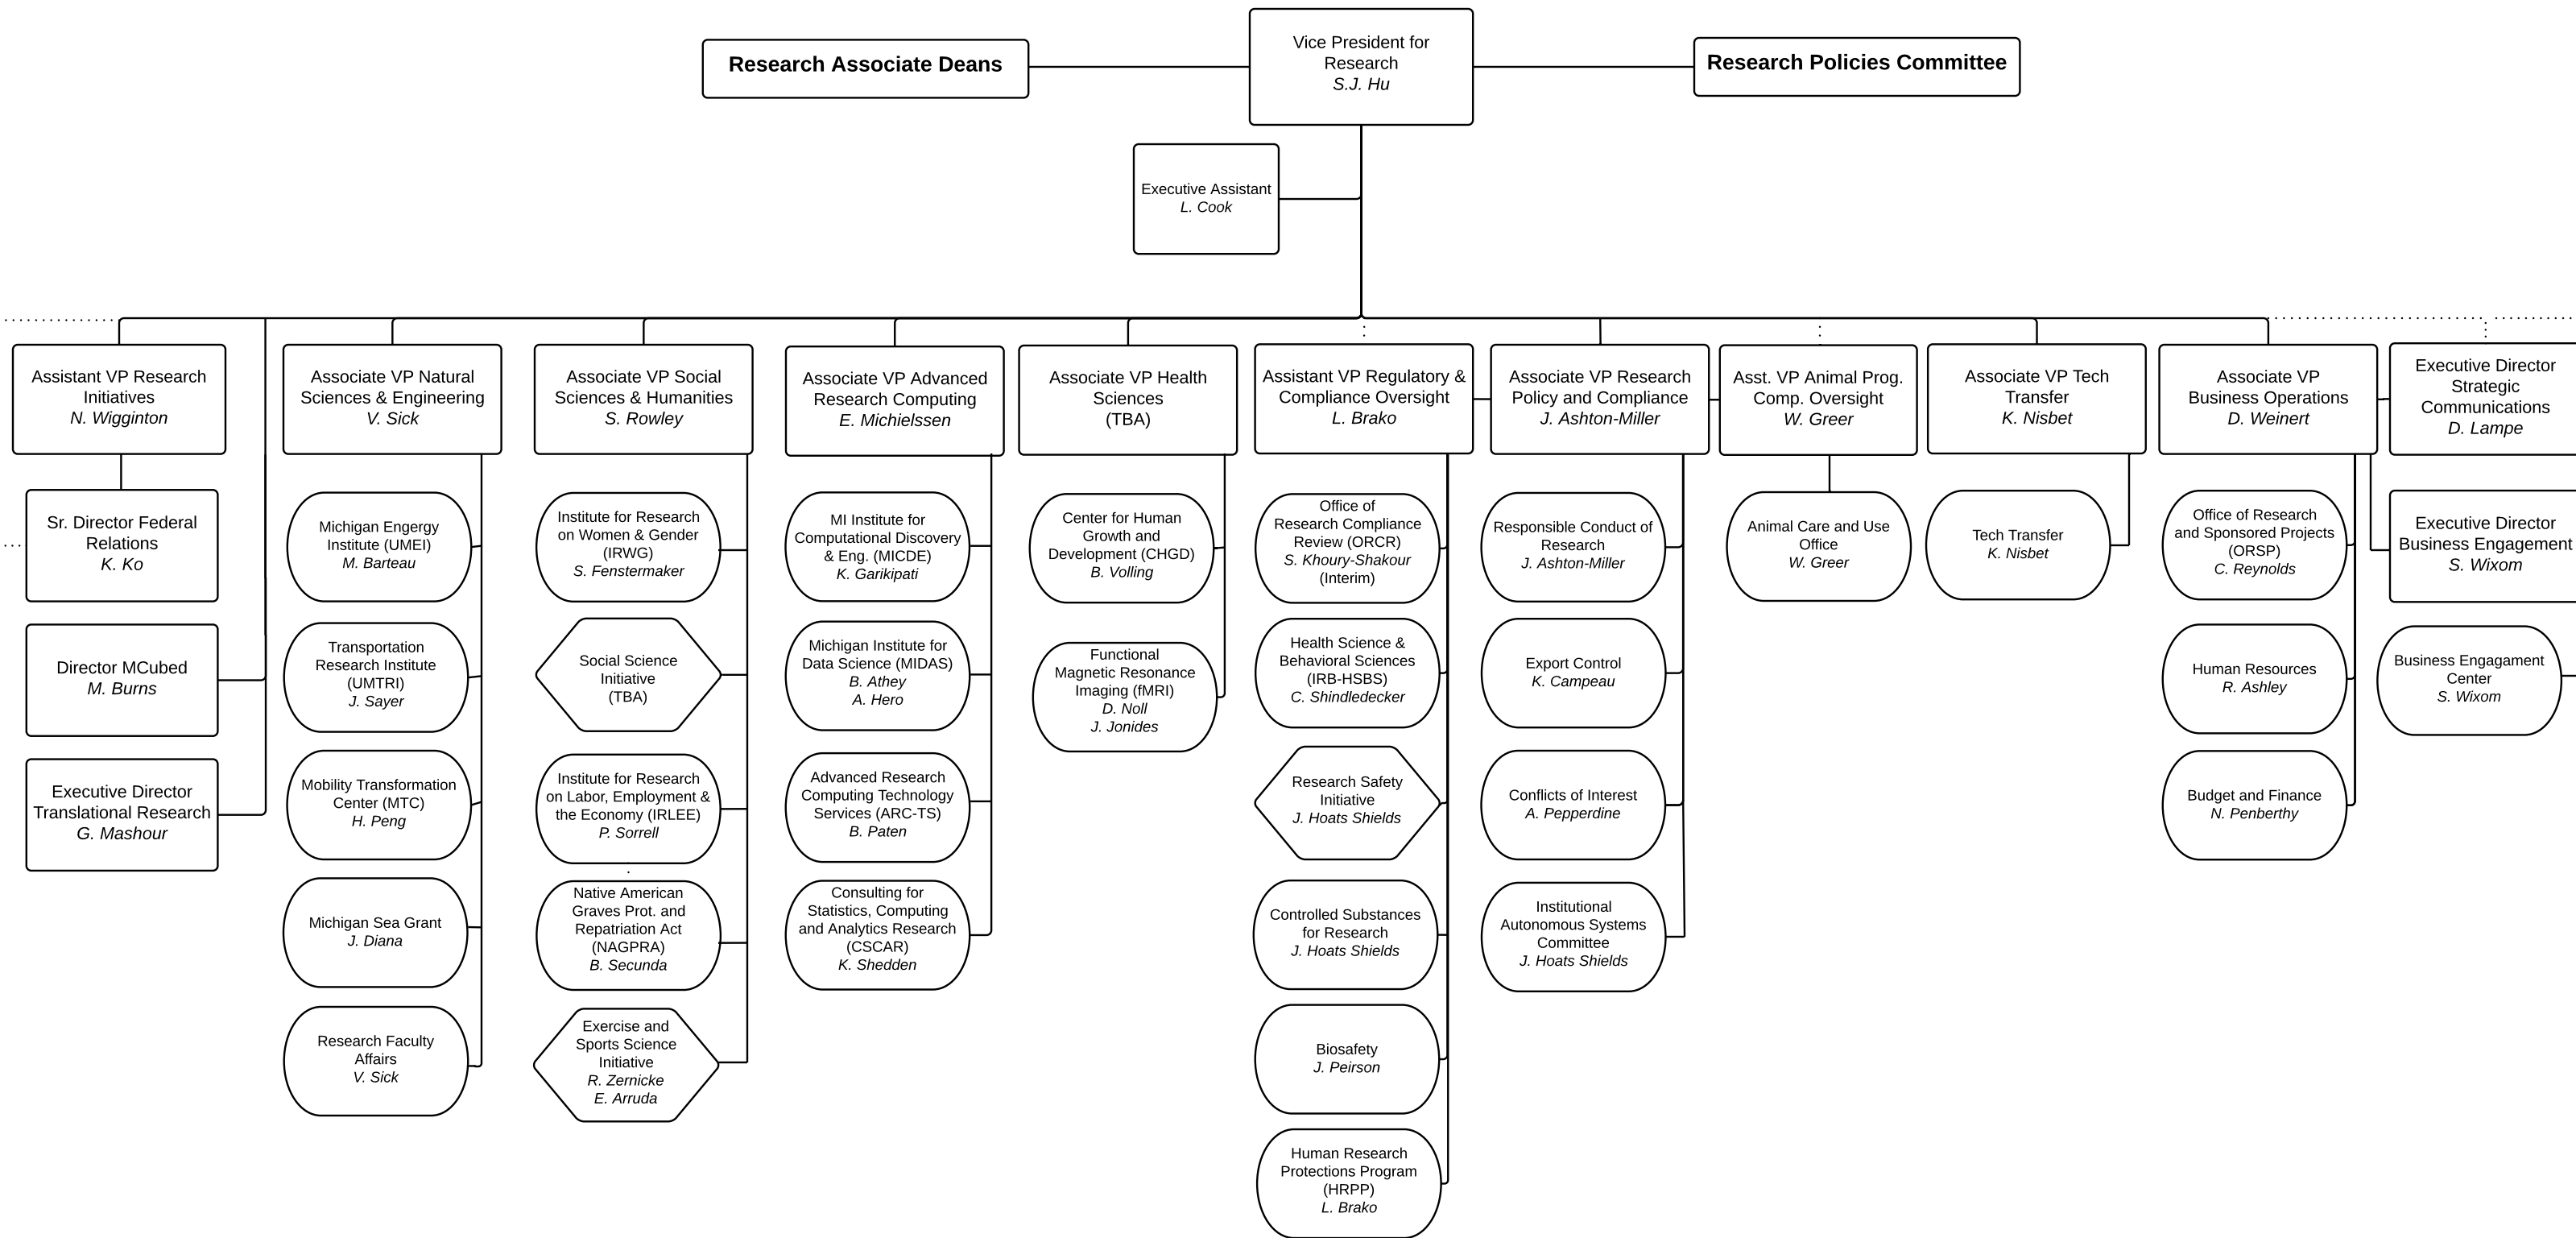 Research Associate Deans
Vice President for
Research
S.J. Hu
Research Policies Committee
Executive Assistant
L. Cook
Assistant VP Research
Initiatives
N. Wigginton
Associate VP Natural
Sciences & Engineering
V. Sick
Associate VP Social
Sciences & Humanities
S. Rowley
Associate VP Advanced
Research Computing
E. Michielssen
Associate VP Health
Sciences
(TBA)
Assistant VP Regulatory &
Compliance Oversight
L. Brako
Associate VP Research
Policy and Compliance
J. Ashton-Miller
Asst. VP Animal Prog.
Comp. Oversight
W. Greer
Associate VP Tech
Transfer
K. Nisbet
Associate VP
Business Operations
D. Weinert
Executive Director
Strategic
Communications
D. Lampe
Sr. Director Federal
Relations
K. Ko
Director MCubed
M. Burns
Executive Director
Translational Research
G. Mashour
Michigan Engergy
Institute (UMEI)
M. Barteau
Transportation
Research Institute
(UMTRI)
J. Sayer
Mobility Transformation
Center (MTC)
H. Peng
Michigan Sea Grant
J. Diana
Research Faculty
Affairs
V. Sick
Institute for Research
on Women & Gender
(IRWG)
S. Fenstermaker
Social Science
Initiative
(TBA)
Institute for Research
on Labor, Employment &
the Economy (IRLEE)
P. Sorrell
Native American
Graves Prot. and
Repatriation Act
(NAGPRA)
B. Secunda
Exercise and
Sports Science
Initiative
R. Zernicke
E. Arruda
MI Institute for
Computational Discovery
& Eng. (MICDE)
K. Garikipati
Michigan Institute for
Data Science (MIDAS)
B. Athey
A. Hero
Advanced Research
Computing Technology
Services (ARC-TS)
B. Paten
Consulting for
Statistics, Computing
and Analytics Research
(CSCAR)
K. Shedden
Center for Human
Growth and
Development (CHGD)
B. Volling
Functional
Magnetic Resonance
Imaging (fMRI)
D. Noll
J. Jonides
Office of
Research Compliance
Review (ORCR)
S. Khoury-Shakour
(Interim)
Health Science &
Behavioral Sciences
(IRB-HSBS)
C. Shindledecker
Research Safety
Initiative
J. Hoats Shields
Controlled Substances
for Research
J. Hoats Shields
Biosafety
J. Peirson
Human Research
Protections Program
(HRPP)
L. Brako
Responsible Conduct of
Research
J. Ashton-Miller
Export Control
K. Campeau
Conflicts of Interest
A. Pepperdine
Institutional
Autonomous Systems
Committee
J. Hoats Shields
Animal Care and Use
Office
W. Greer
Tech Transfer
K. Nisbet
Office of Research
and Sponsored Projects
(ORSP)
C. Reynolds
Human Resources
R. Ashley
Budget and Finance
N. Penberthy
Executive Director
Business Engagement
S. Wixom
Business Engagament
Center
S. Wixom